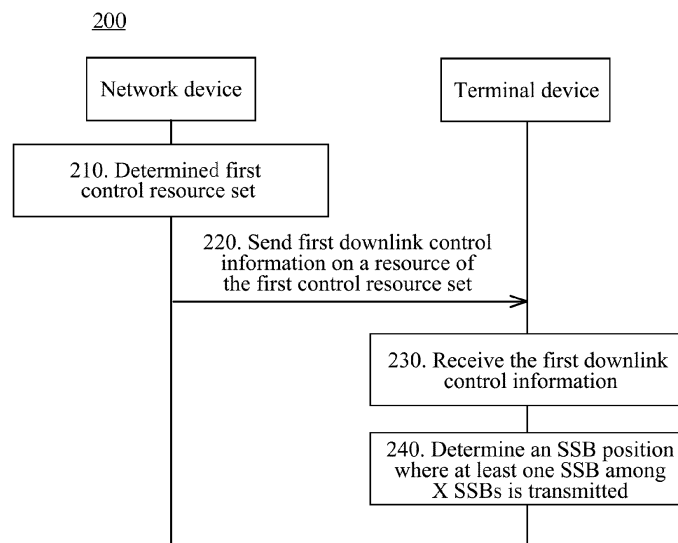 200
Network device
Terminal device
210. Determined first
control resource set
220. Send first downlink control
information on a resource of
the first control resource set
230. Receive the first downlink
control information
240. Determine an SSB position
where at least one SSB among
X SSBs is transmitted